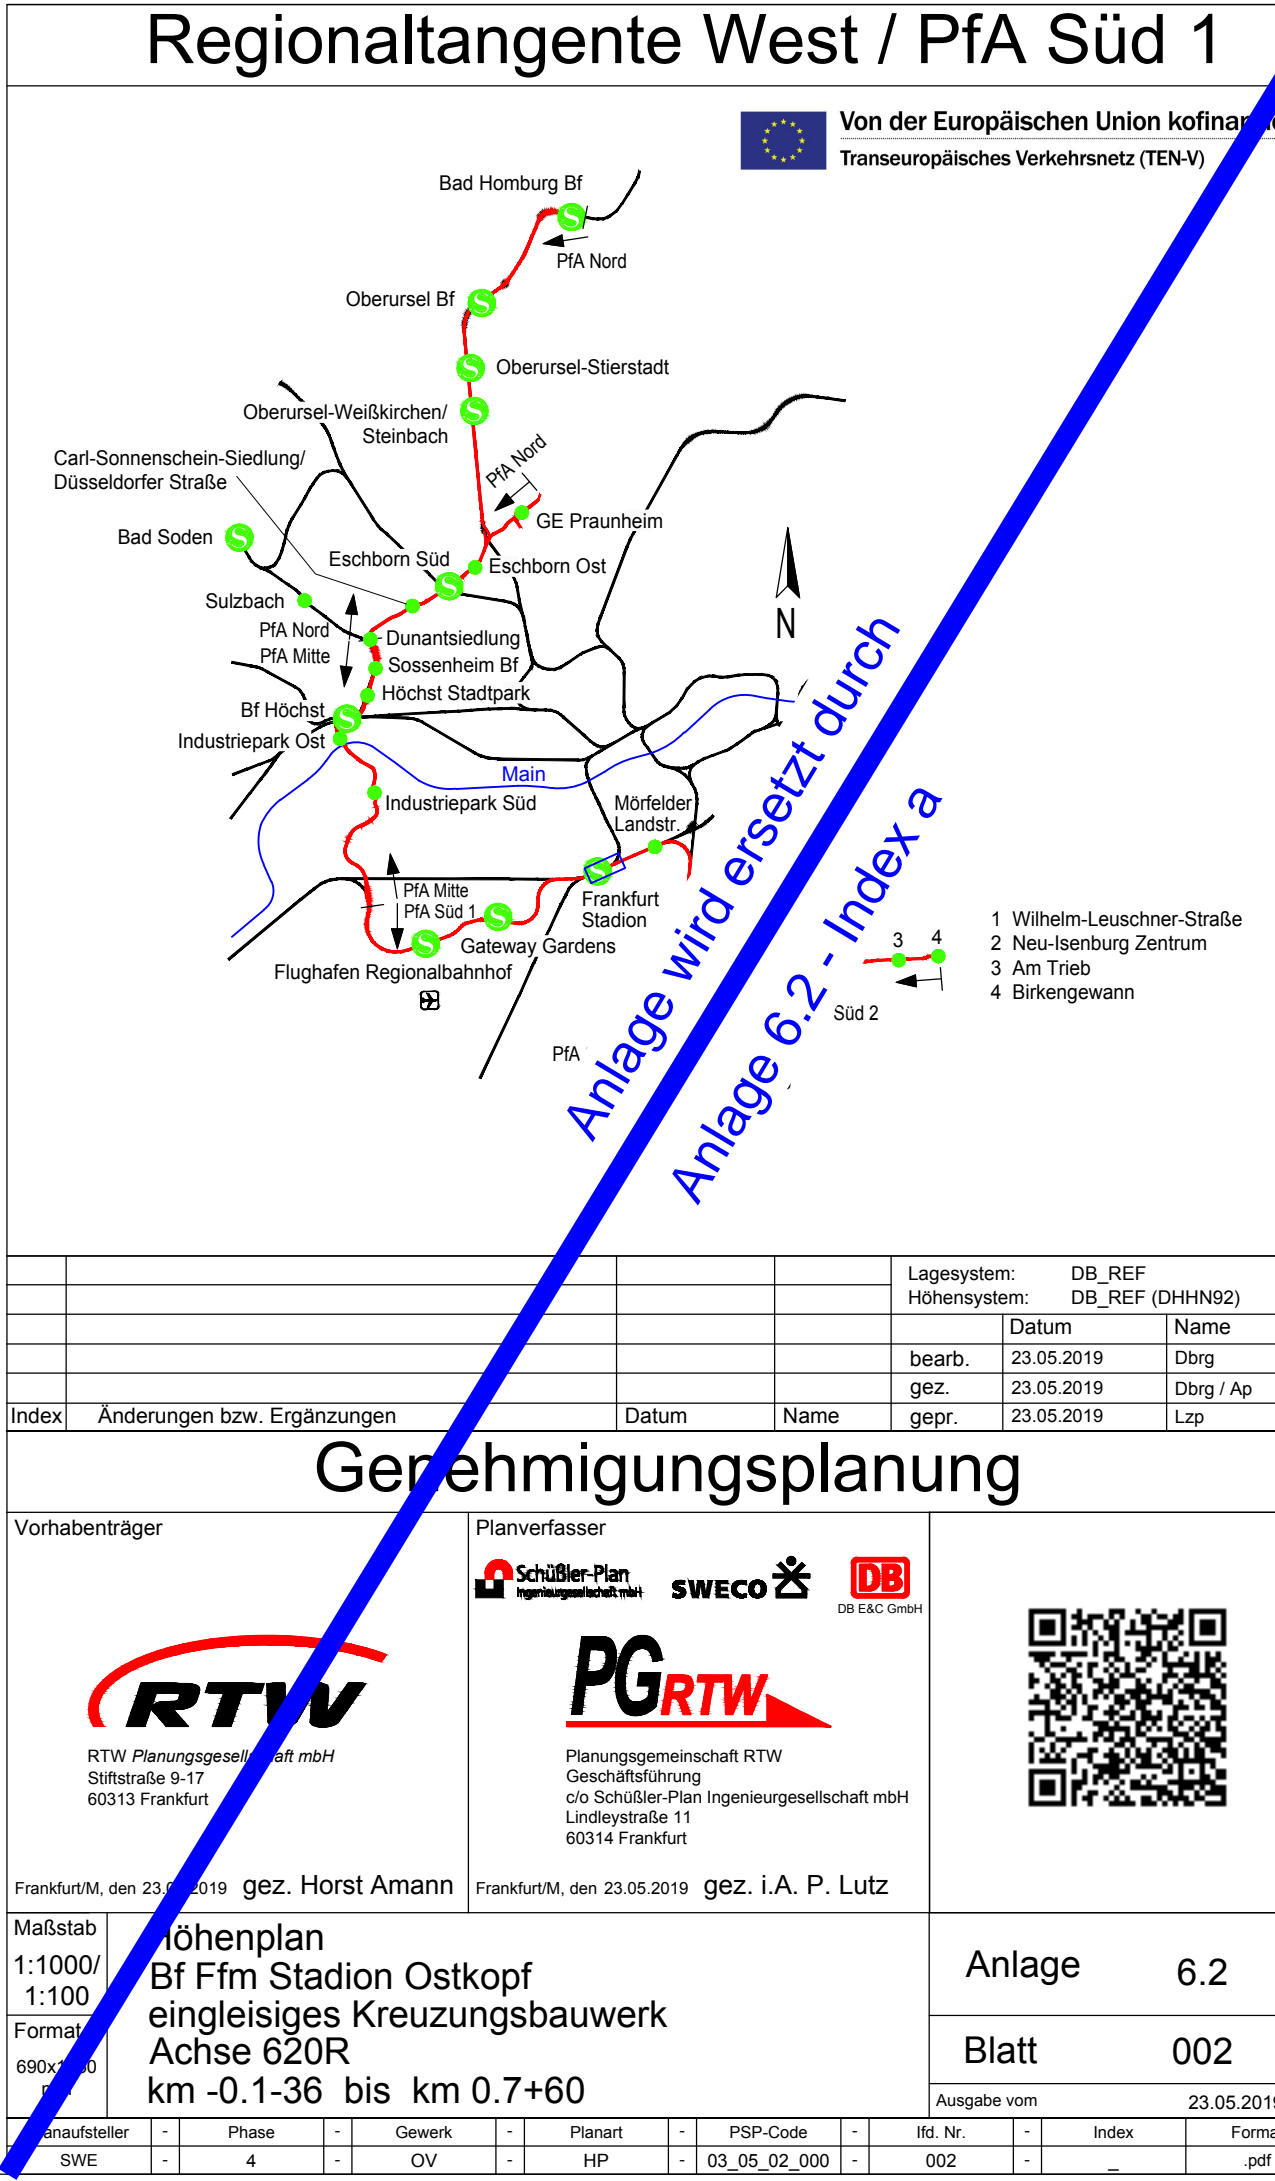 Regionaltangente West / PfA Süd 1
Von der Europäischen Union
Transeuropäisches Verkehrsnetz (TEN-V)
Bad Homburg Bf
PfA Nord
Oberursel Bf
Oberursel-Stierstadt
Oberursel-Weißkirchen/
Steinbach
PfA Nord
Carl-Sonnenschein-Siedlung/
Düsseldorfer Straße
GE Praunheim
Bad Soden
Eschborn Süd
Eschborn Ost
Sulzbach
PfA Nord
PfA Mitte
Dunantsiedlung
Sossenheim Bf
Höchst Stadtpark
Bf Höchst
Industriepark Ost
N
Main
Industriepark Süd
Mörfelder
Landstr.
PfA Mitte
PfA Süd 1
Frankfurt
Stadion
Gateway Gardens
Flughafen Regionalbahnhof
PfA
Süd 2
3 4
1 Wilhelm-Leuschner-Straße
2 Neu-Isenburg Zentrum
3 Am Trieb
4 Birkengewann
Anlage wird ersetzt durch
Anlage 6.2 - Index a
Lagesystem: DB_REF
Höhensystem: DB_REF (DHHN92)
Datum Name
bearb. 23.05.2019 Dbrg
gez. 23.05.2019 Dbrg / Ap
Index Änderungen bzw. Ergänzungen Datum Name gepr. 23.05.2019 Lzp
Genehmigungsplanung
Vorhabenträger
Planverfasser
Schüßler-Plan
Ingenieurgesellschaft mbH
SWECO
DB
DB E&C GmbH
RTW
PG RTW
RTW Planungsgesellschaft mbH
Stiftstraße 9-17
60313 Frankfurt
Planungsgemeinschaft RTW
Geschäftsführung
c/o Schüßler-Plan Ingenieurgesellschaft mbH
Lindleystraße 11
60314 Frankfurt
Frankfurt/M, den 23.05.2019 gez. Horst Amann
Frankfurt/M, den 23.05.2019 gez. i.A. P. Lutz
Maßstab
1:1000/
1:100
Format
Höhenplan
Bf Ffm Stadion Ostkopf
eingleisiges Kreuzungsbauwerk
Achse 620R
km -0.1-36 bis km 0.7+60
Anlage 6.2
Blatt 002
Ausgabe vom 23.05.2019
Planaufsteller - Phase - Gewerk - Planart - PSP-Code - lfd. Nr. - Index Format
SWE - 4 - OV - HP - 03_05_02_000 - 002 - _ .pdf